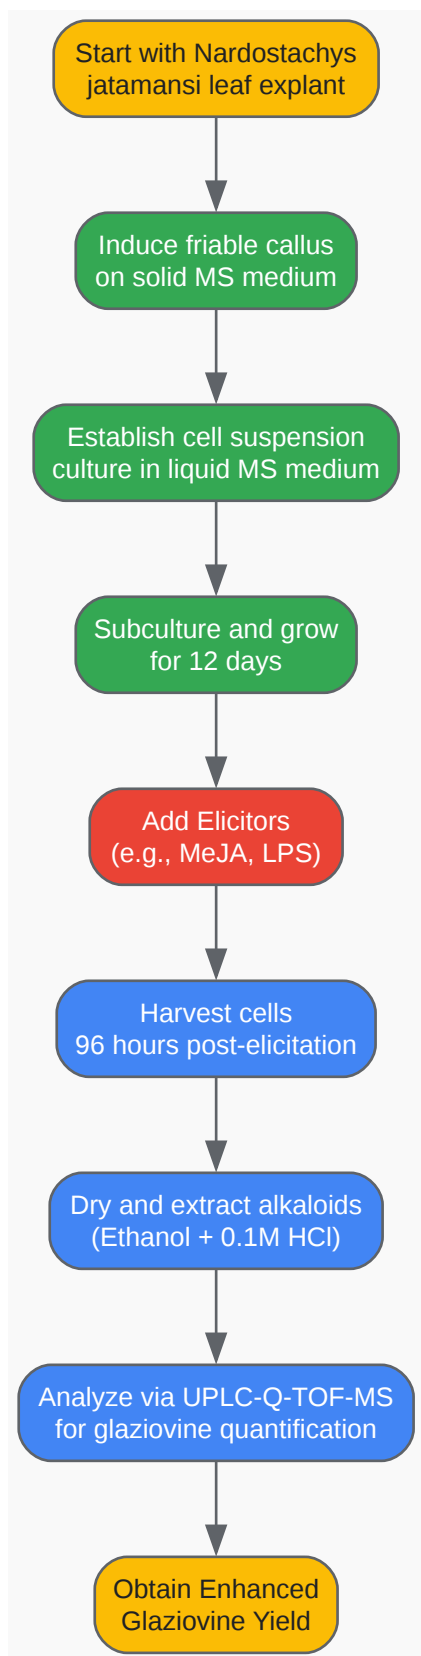 Start with Nardostachys
jatamansi leaf explant
Induce friable callus
on solid MS medium
Establish cell suspension
culture in liquid MS medium
Subculture and grow
for 12 days
Add Elicitors
(e.g., MeJA, LPS)
Harvest cells
96 hours post-elicitation
Dry and extract alkaloids
(Ethanol + 0.1M HCl)
Analyze via UPLC-Q-TOF-MS
for glaziovine quantification
Obtain Enhanced
Glaziovine Yield